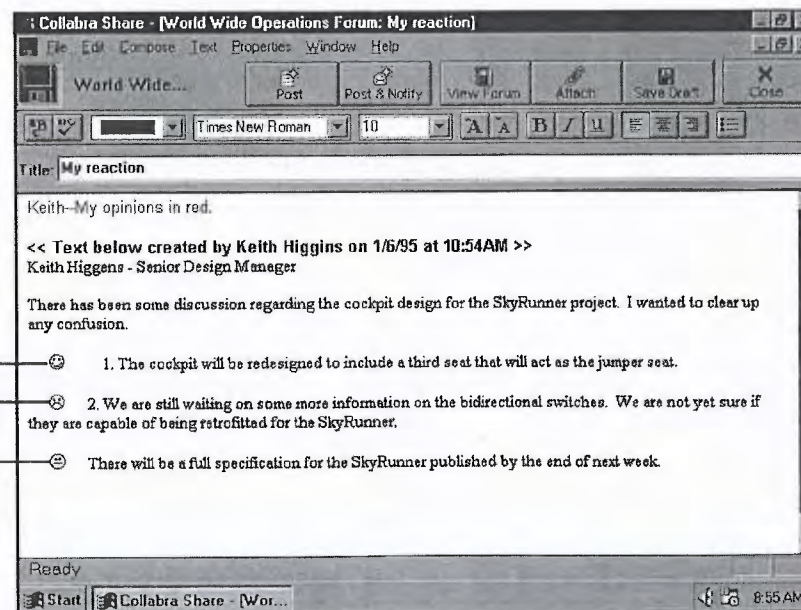 Collabra Share - [World Wide Operations Forum: My reaction]
File Edit Compose Text Properties Window Help
World Wide...
Post
Post & Notify
View Forum
Attach
Save Draft
Close
Times New Roman
10
A A B I u
Title: My reaction
Keith--My opinions in red.
<< Text below created by Keith Higgins on 1/6/95 at 10:54AM >>
Keith Higgens - Senior Design Manager
There has been some discussion regarding the cockpit design for the SkyRunner project. I wanted to clear up
any confusion.
1. The cockpit will be redesigned to include a third seat that will act as the jumper seat.
2. We are still waiting on some more information on the bidirectional switches. We are not yet sure if
they are capable of being retrofitted for the SkyRunner.
There will be a full specification for the SkyRunner published by the end of next week.
Ready
Start
Collabra Share - [Wor...
8:55 AM